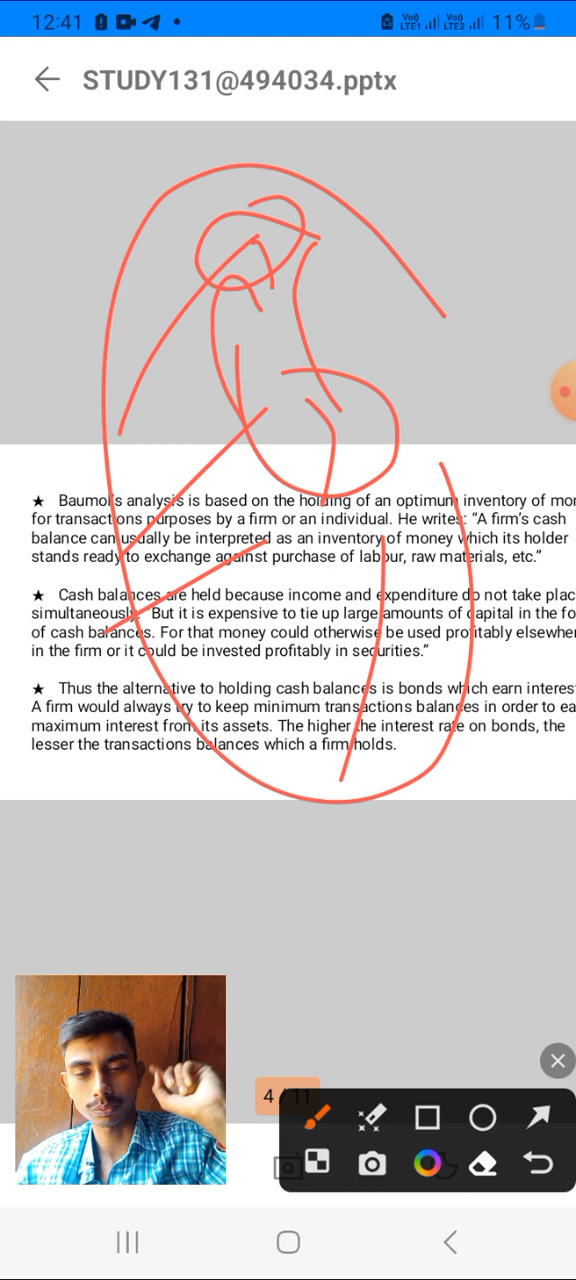 12:41 Vo) LTE1 Vo) LTE2 11%
STUDY131@494034.pptx
★ Baumol's analysis is based on the holding of an optimum inventory of mor
for transactions purposes by a firm or an individual. He writes: “A firm’s cash
balance can usually be interpreted as an inventory of money which its holder
stands ready to exchange against purchase of labour, raw materials, etc.”
★ Cash balances are held because income and expenditure do not take plac
simultaneously. “But it is expensive to tie up large amounts of capital in the fo
of cash balances. For that money could otherwise be used profitably elsewher
in the firm or it could be invested profitably in securities.”
★ Thus the alternative to holding cash balances is bonds which earn interes
A firm would always try to keep minimum transactions balances in order to ea
maximum interest from its assets. The higher the interest rate on bonds, the
lesser the transactions balances which a firm holds.
4 / 11